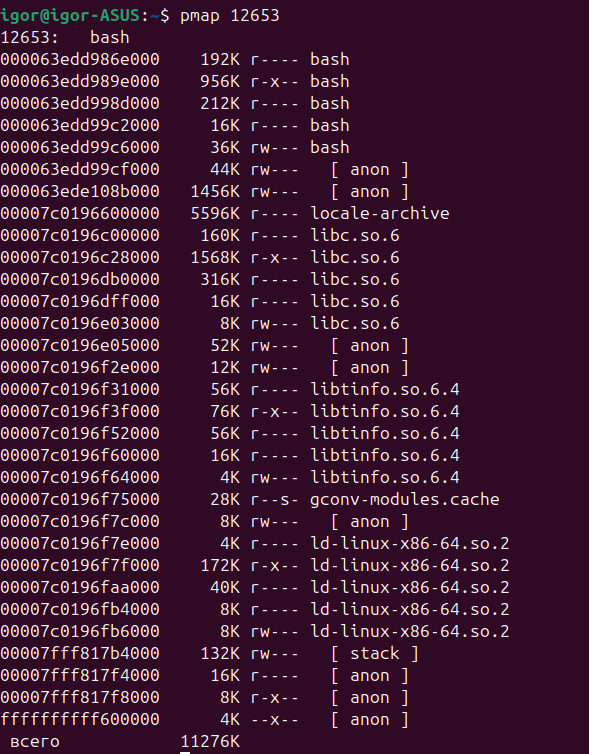 igor@igor-ASUS:~$ pmap 12653
12653:   bash
000063edd986e000    192K r---- bash
000063edd989e000    956K r-x-- bash
000063edd998d000    212K r---- bash
000063edd99c2000     16K r---- bash
000063edd99c6000     36K rw--- bash
000063edd99cf000     44K rw---   [ anon ]
000063ede108b000   1456K rw---   [ anon ]
00007c0196600000   5596K r---- locale-archive
00007c0196c00000    160K r---- libc.so.6
00007c0196c28000   1568K r-x-- libc.so.6
00007c0196db0000    316K r---- libc.so.6
00007c0196dff000     16K r---- libc.so.6
00007c0196e03000      8K rw--- libc.so.6
00007c0196e05000     52K rw---   [ anon ]
00007c0196f2e000     12K rw---   [ anon ]
00007c0196f31000     56K r---- libtinfo.so.6.4
00007c0196f3f000     76K r-x-- libtinfo.so.6.4
00007c0196f52000     56K r---- libtinfo.so.6.4
00007c0196f60000     16K r---- libtinfo.so.6.4
00007c0196f64000      4K rw--- libtinfo.so.6.4
00007c0196f75000     28K r--s- gconv-modules.cache
00007c0196f7c000      8K rw---   [ anon ]
00007c0196f7e000      4K r---- ld-linux-x86-64.so.2
00007c0196f7f000    172K r-x-- ld-linux-x86-64.so.2
00007c0196faa000     40K r---- ld-linux-x86-64.so.2
00007c0196fb4000      8K r---- ld-linux-x86-64.so.2
00007c0196fb6000      8K rw--- ld-linux-x86-64.so.2
00007fff817b4000    132K rw---   [ stack ]
00007fff817f4000     16K r----   [ anon ]
00007fff817f8000      8K r-x--   [ anon ]
ffffffffff600000      4K --x--   [ anon ]
всего            11276K